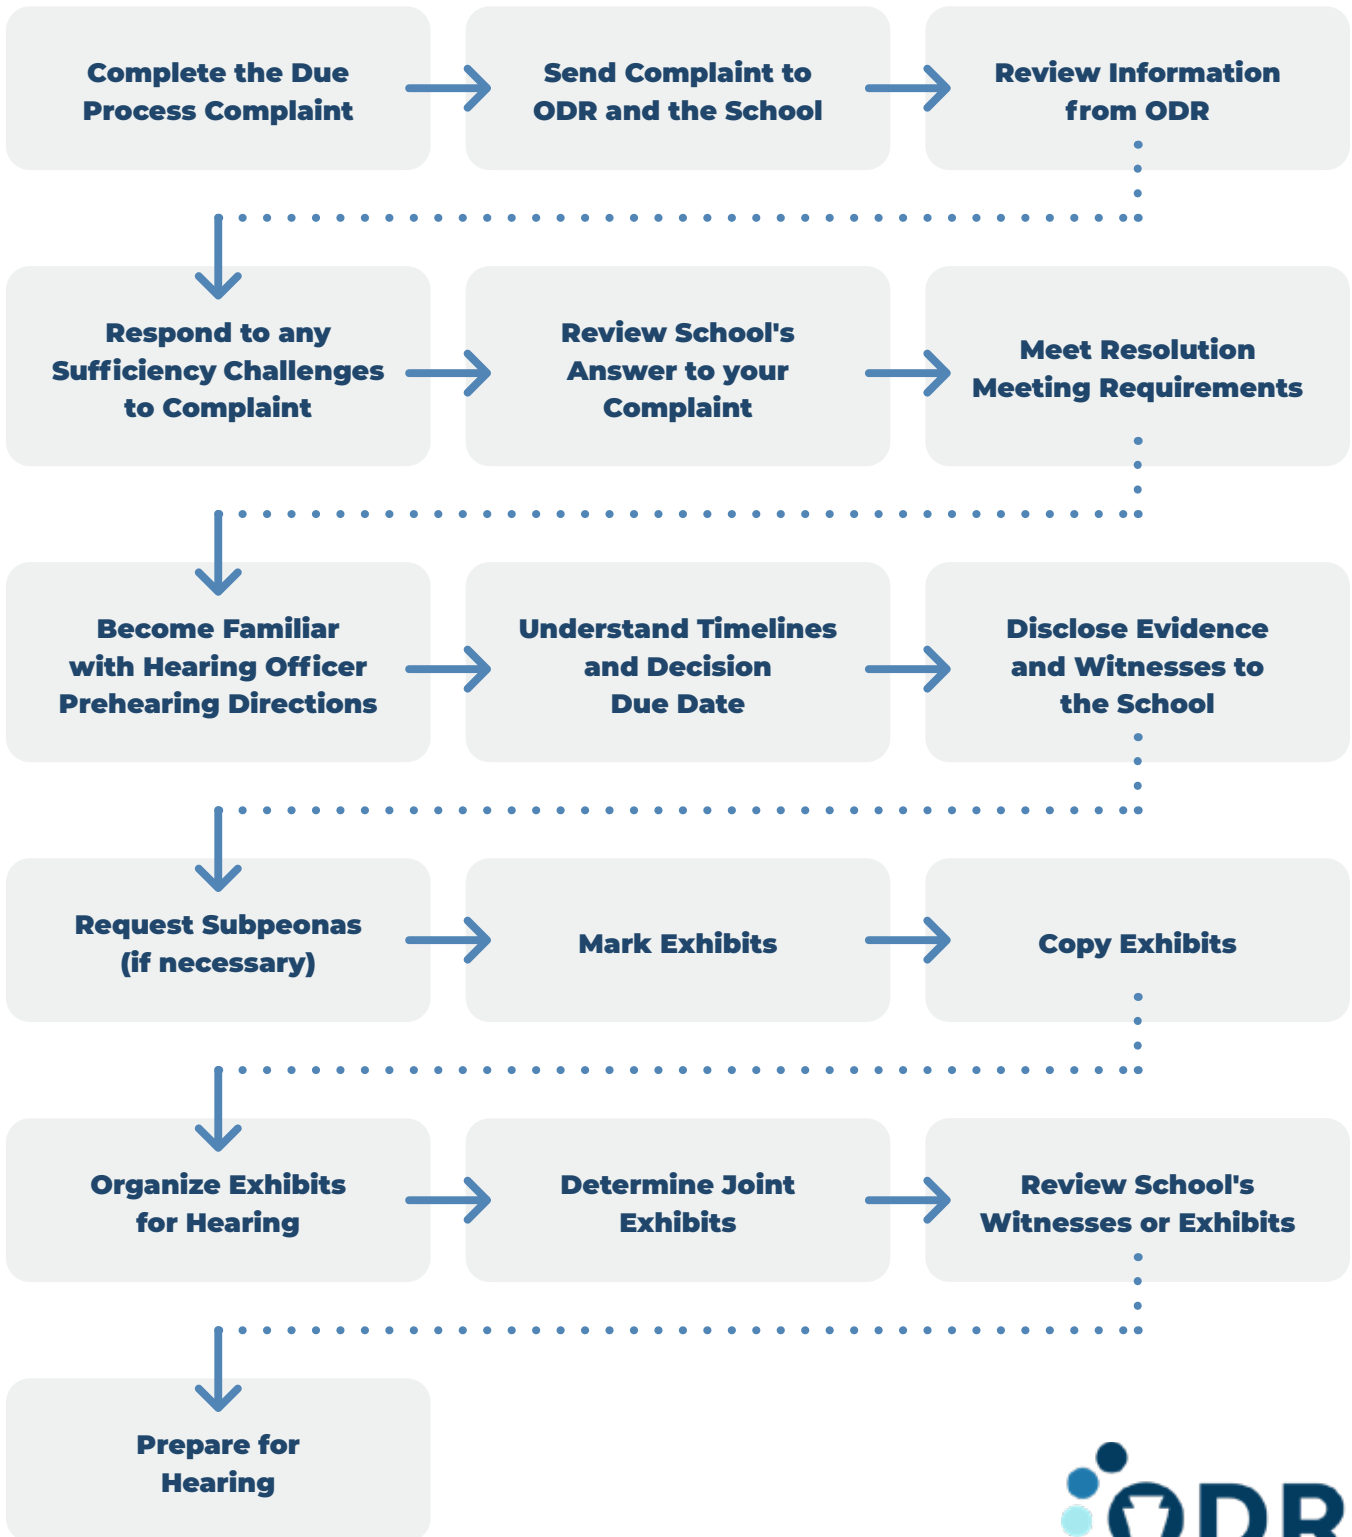 Complete the Due
Process Complaint
Send Complaint to
ODR and the School
Review Information
from ODR
Respond to any
Sufficiency Challenges
to Complaint
Review School's
Answer to your
Complaint
Meet Resolution
Meeting Requirements
Become Familiar
with Hearing Officer
Prehearing Directions
Understand Timelines
and Decision
Due Date
Disclose Evidence
and Witnesses to
the School
Request Subpeonas
(if necessary)
Mark Exhibits
Copy Exhibits
Organize Exhibits
for Hearing
Determine Joint
Exhibits
Review School's
Witnesses or Exhibits
Prepare for
Hearing
ODR